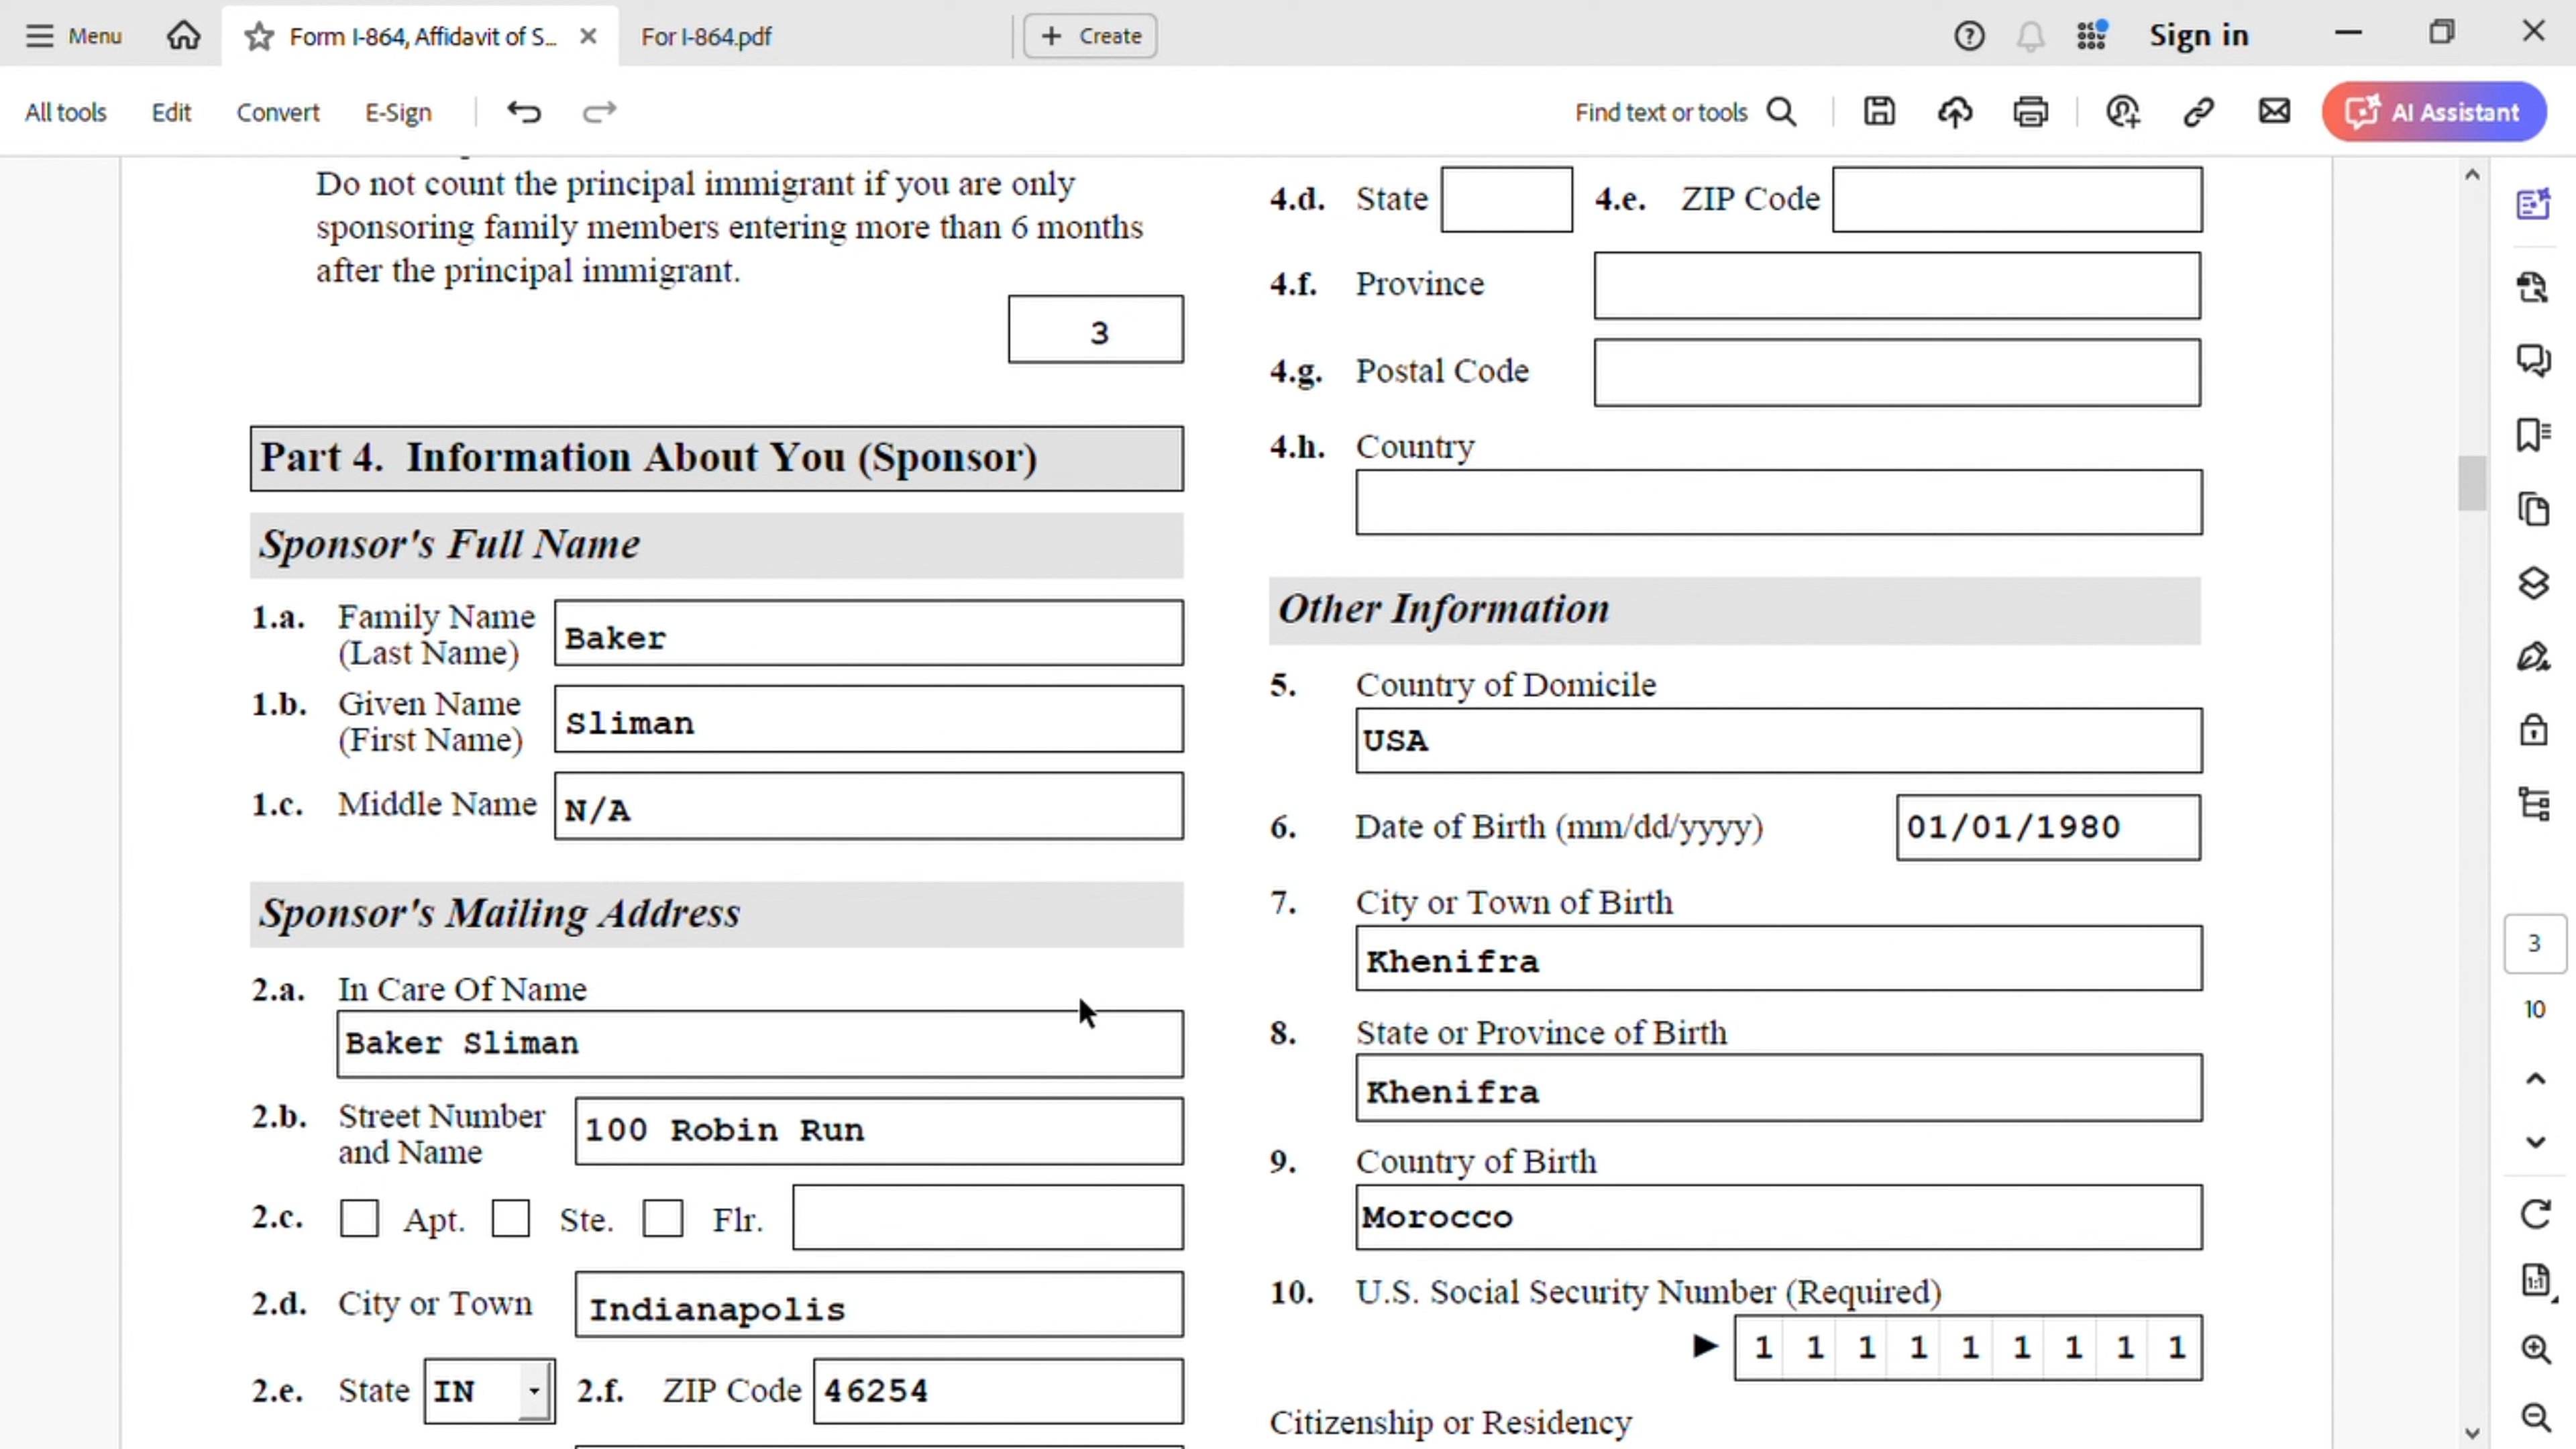 Menu
Form I-864, Affidavit of S...
For I-864.pdf
Create
Sign in
All tools
Edit
Convert
E-Sign
Find text or tools
AI Assistant
Do not count the principal immigrant if you are only
sponsoring family members entering more than 6 months
after the principal immigrant.
3
Part 4. Information About You (Sponsor)
Sponsor's Full Name
1.a. Family Name
(Last Name)
Baker
1.b. Given Name
(First Name)
Sliman
1.c. Middle Name N/A
Sponsor's Mailing Address
2.a. In Care Of Name
Baker Sliman
2.b. Street Number
and Name
100 Robin Run
2.c. Apt. Ste. Flr.
2.d. City or Town Indianapolis
2.e. State IN 2.f. ZIP Code 46254
4.d. State 4.e. ZIP Code
4.f. Province
4.g. Postal Code
4.h. Country
Other Information
5. Country of Domicile
USA
6. Date of Birth (mm/dd/yyyy) 01/01/1980
7. City or Town of Birth
Khenifra
8. State or Province of Birth
Khenifra
9. Country of Birth
Morocco
10. U.S. Social Security Number (Required)
1 1 1 1 1 1 1 1 1
Citizenship or Residency
3
10